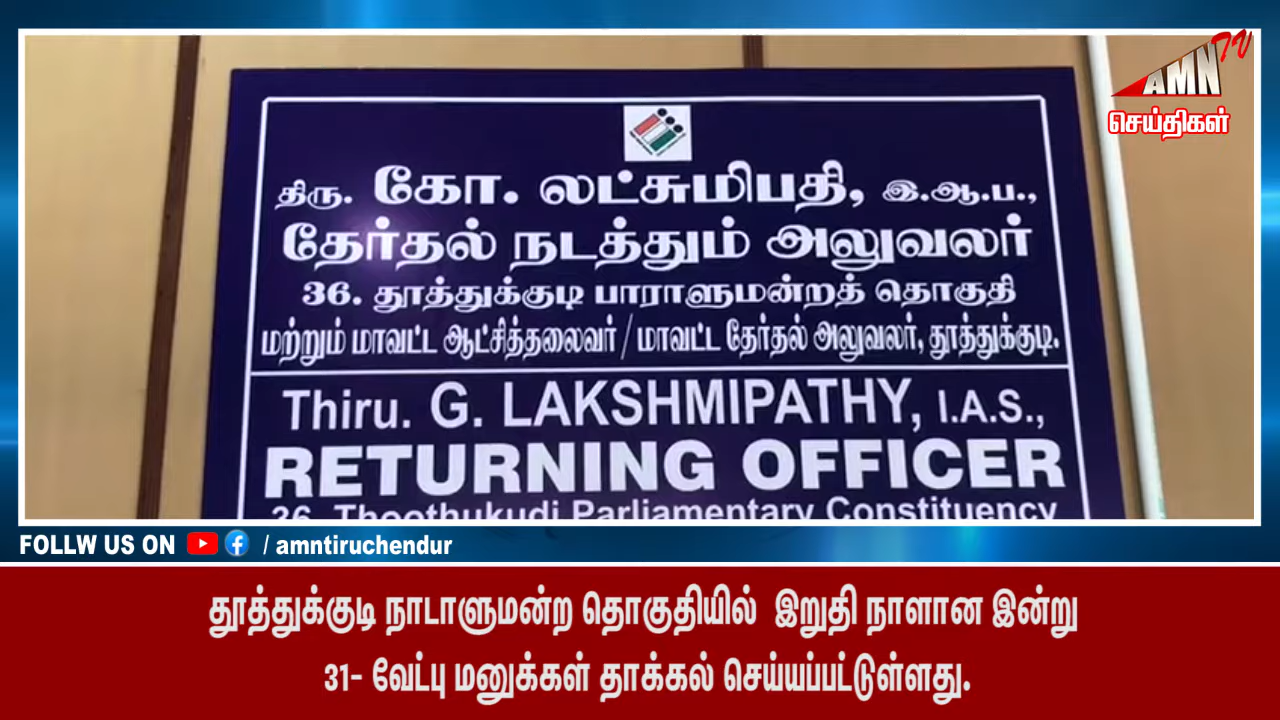 AMN TV
செய்திகள்
திரு. கோ. லட்சுமிபதி, இ.ஆ.ப.,
தேர்தல் நடத்தும் அலுவலர்
36. தூத்துக்குடி பாராளுமன்றத் தொகுதி
மற்றும் மாவட்ட ஆட்சித்தலைவர் / மாவட்ட தேர்தல் அலுவலர், தூத்துக்குடி.
Thiru. G. LAKSHMIPATHY, I.A.S.,
RETURNING OFFICER
36. Thoothukudi Parliamentary Constituency
FOLLW US ON / amntiruchendur
தூத்துக்குடி நாடாளுமன்ற தொகுதியில் இறுதி நாளான இன்று
31- வேட்பு மனுக்கள் தாக்கல் செய்யப்பட்டுள்ளது.